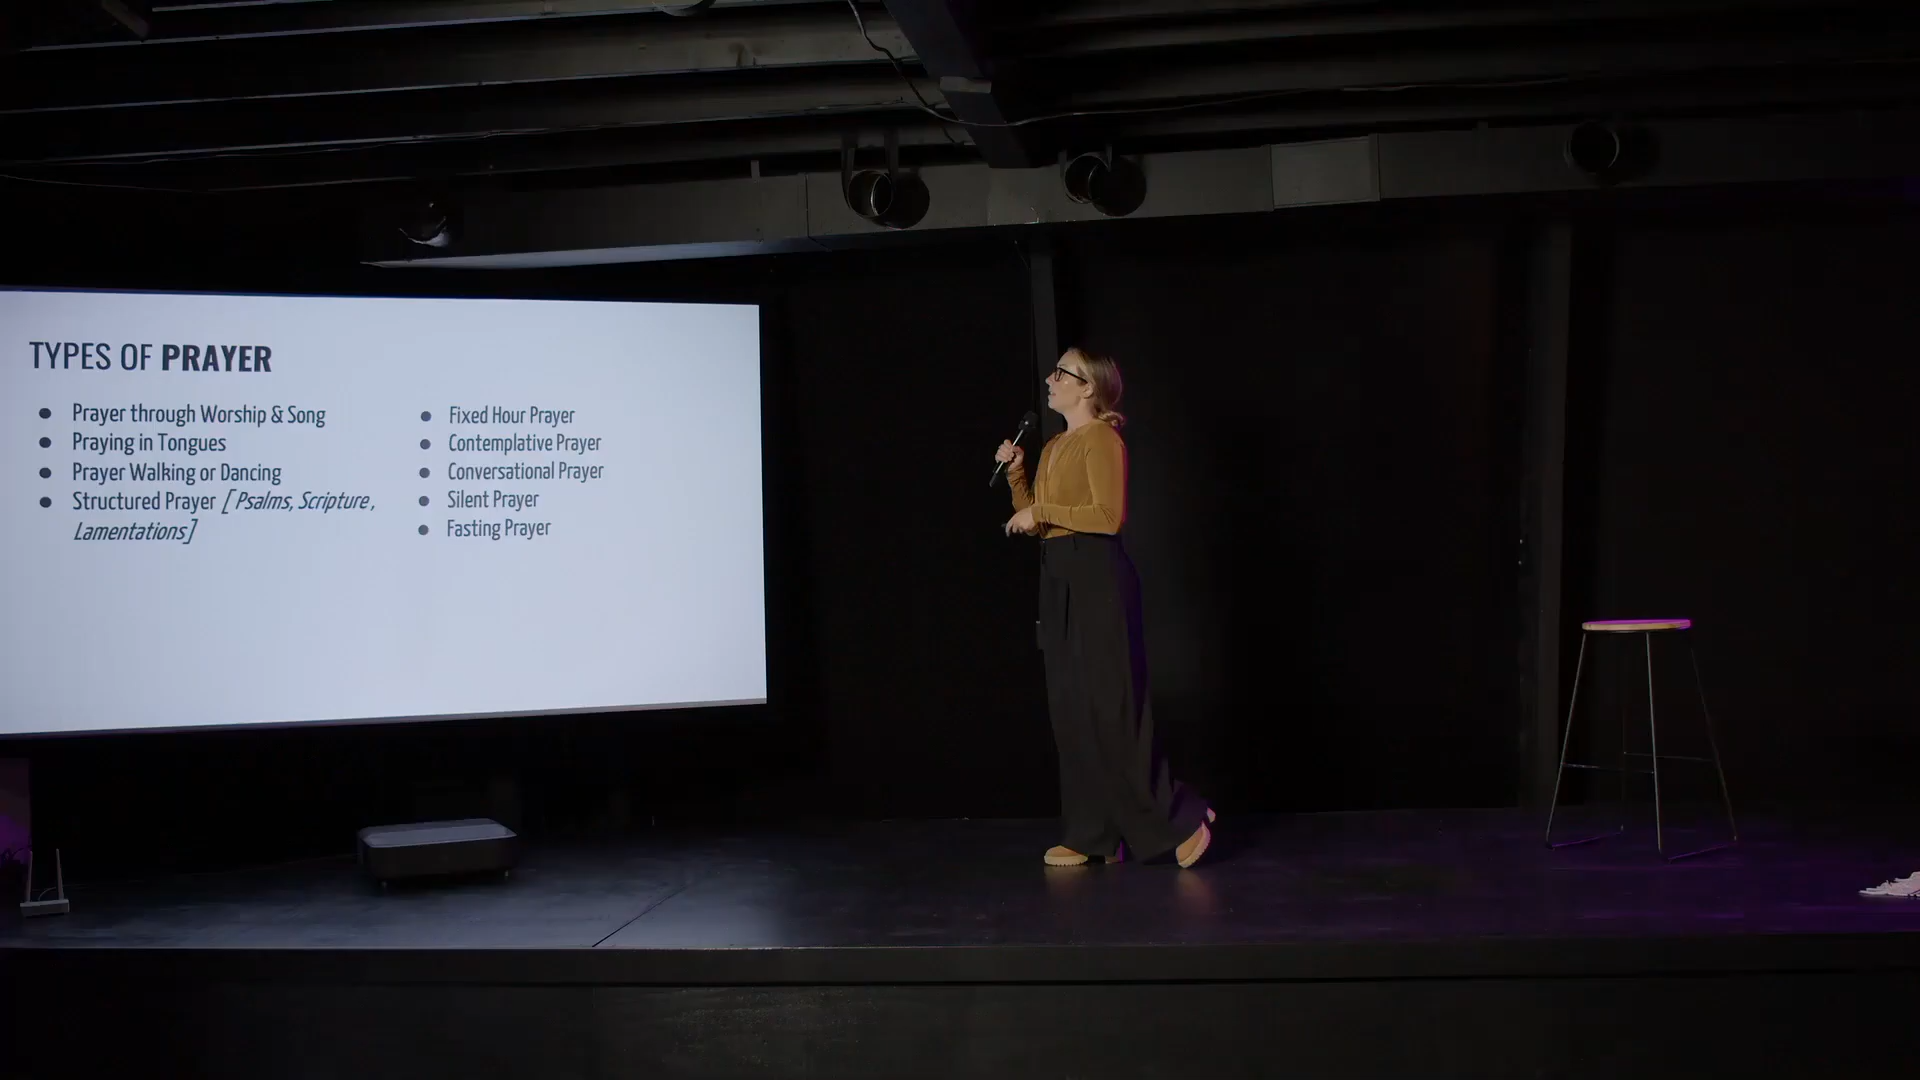 TYPES OF PRAYER
● Prayer through Worship & Song
● Praying in Tongues
● Prayer Walking or Dancing
● Structured Prayer [Psalms, Scripture,
Lamentations]
● Fixed Hour Prayer
● Contemplative Prayer
● Conversational Prayer
● Silent Prayer
● Fasting Prayer